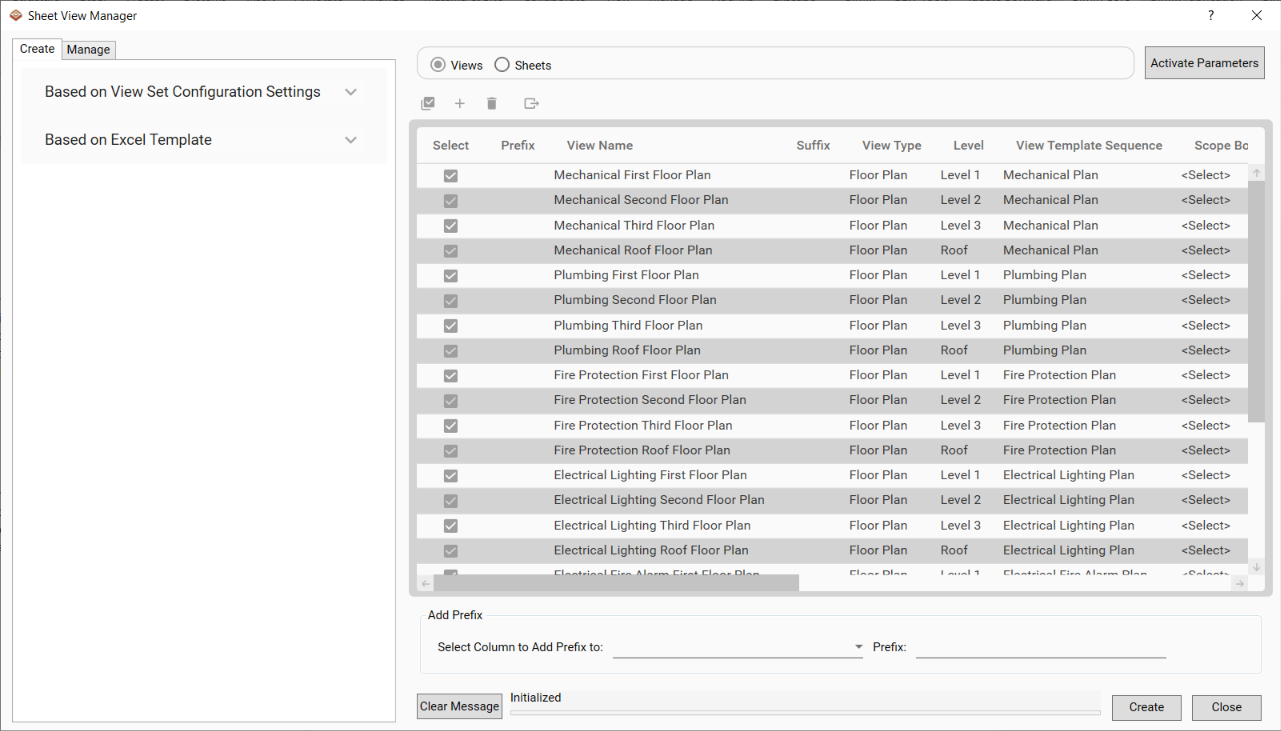 Sheet View Manager ?
Create Manage
Based on View Set Configuration Settings
Based on Excel Template
Views Sheets
Activate Parameters
Select Prefix View Name Suffix View Type Level View Template Sequence Scope Bo
Mechanical First Floor Plan Floor Plan Level 1 Mechanical Plan <Select>
Mechanical Second Floor Plan Floor Plan Level 2 Mechanical Plan <Select>
Mechanical Third Floor Plan Floor Plan Level 3 Mechanical Plan <Select>
Mechanical Roof Floor Plan Floor Plan Roof Mechanical Plan <Select>
Plumbing First Floor Plan Floor Plan Level 1 Plumbing Plan <Select>
Plumbing Second Floor Plan Floor Plan Level 2 Plumbing Plan <Select>
Plumbing Third Floor Plan Floor Plan Level 3 Plumbing Plan <Select>
Plumbing Roof Floor Plan Floor Plan Roof Plumbing Plan <Select>
Fire Protection First Floor Plan Floor Plan Level 1 Fire Protection Plan <Select>
Fire Protection Second Floor Plan Floor Plan Level 2 Fire Protection Plan <Select>
Fire Protection Third Floor Plan Floor Plan Level 3 Fire Protection Plan <Select>
Fire Protection Roof Floor Plan Floor Plan Roof Fire Protection Plan <Select>
Electrical Lighting First Floor Plan Floor Plan Level 1 Electrical Lighting Plan <Select>
Electrical Lighting Second Floor Plan Floor Plan Level 2 Electrical Lighting Plan <Select>
Electrical Lighting Third Floor Plan Floor Plan Level 3 Electrical Lighting Plan <Select>
Electrical Lighting Roof Floor Plan Floor Plan Roof Electrical Lighting Plan <Select>
Electrical Fire Alarm First Floor Plan Floor Plan Level 1 Electrical Fire Alarm Plan <Select>
Add Prefix
Select Column to Add Prefix to: Prefix:
Clear Message Initialized Create Close